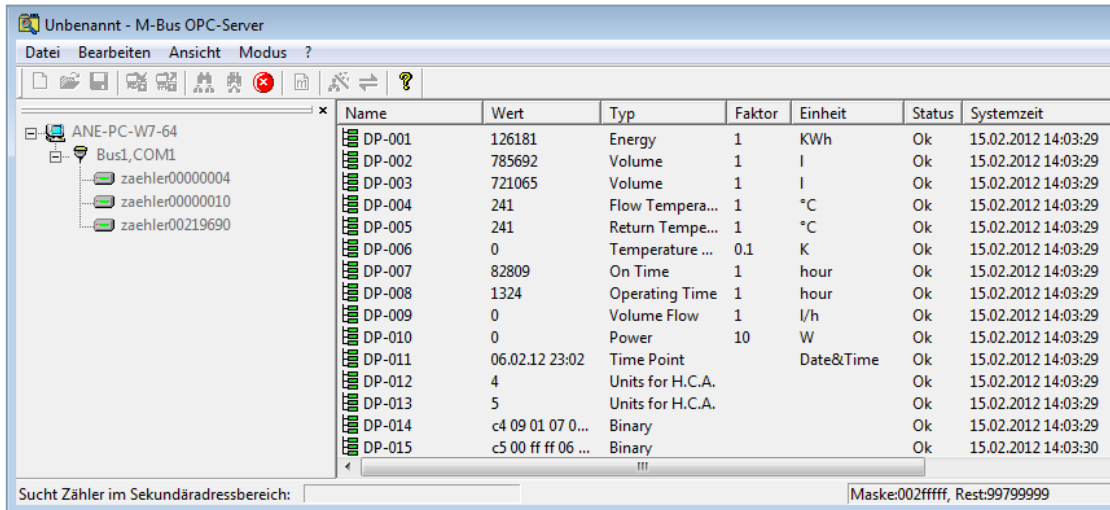 Unbenannt - M-Bus OPC-Server
Datei Bearbeiten Ansicht Modus ?
ANE-PC-W7-64
Bus1,COM1
zaehler00000004
zaehler00000010
zaehler00219690
Name Wert Typ Faktor Einheit Status Systemzeit
DP-001 126181 Energy 1 KWh Ok 15.02.2012 14:03:29
DP-002 785692 Volume 1 l Ok 15.02.2012 14:03:29
DP-003 721065 Volume 1 l Ok 15.02.2012 14:03:29
DP-004 241 Flow Tempera... 1 °C Ok 15.02.2012 14:03:29
DP-005 241 Return Tempe... 1 °C Ok 15.02.2012 14:03:29
DP-006 0 Temperature ... 0.1 K Ok 15.02.2012 14:03:29
DP-007 82809 On Time 1 hour Ok 15.02.2012 14:03:29
DP-008 1324 Operating Time 1 hour Ok 15.02.2012 14:03:29
DP-009 0 Volume Flow 1 l/h Ok 15.02.2012 14:03:29
DP-010 0 Power 10 W Ok 15.02.2012 14:03:29
DP-011 06.02.12 23:02 Time Point Date&Time Ok 15.02.2012 14:03:29
DP-012 4 Units for H.C.A. Ok 15.02.2012 14:03:29
DP-013 5 Units for H.C.A. Ok 15.02.2012 14:03:29
DP-014 c4 09 01 07 0... Binary Ok 15.02.2012 14:03:29
DP-015 c5 00 ff ff 06 ... Binary Ok 15.02.2012 14:03:30
Sucht Zähler im Sekundäradressbereich: Maske:002fffff, Rest:99799999